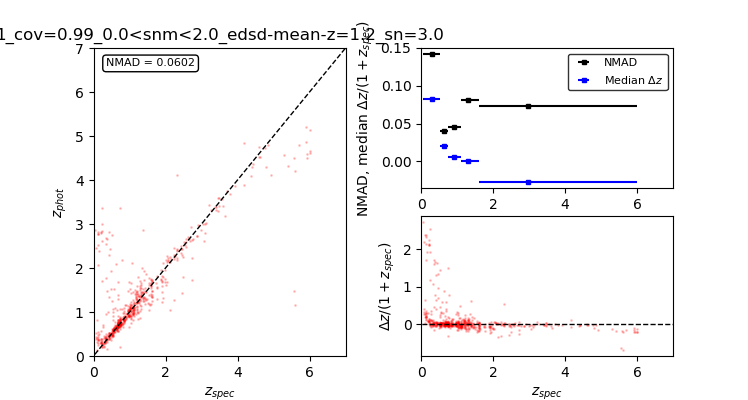 1_cov=0.99_0.0<snm<2.0_edsd-mean-z=1.2_sn=3.0
NMAD = 0.0602
7
6
5
4
3
2
1
0
z_phot
0 2 4 6
z_spec
NMAD, median Δz/(1 + z_spec)
0.15
0.10
0.05
0.00
NMAD
Median Δz
0 2 4 6
Δz/(1 + z_spec)
2
1
0
0 2 4 6
z_spec